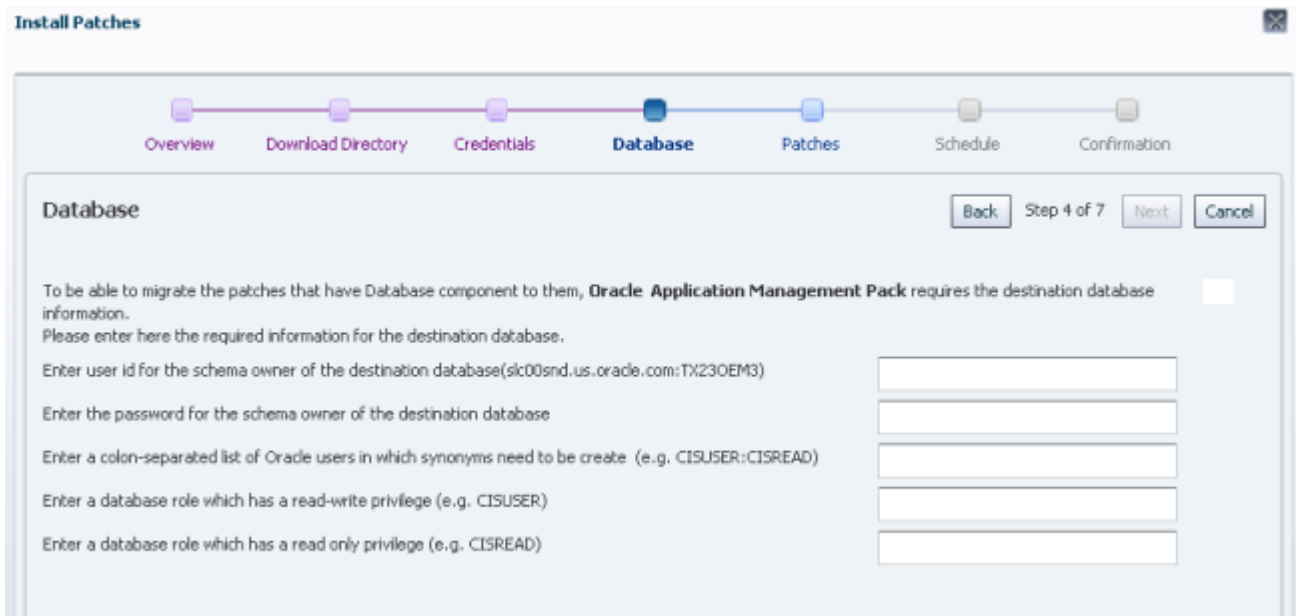 Install Patches
Overview
Download Directory
Credentials
Database
Patches
Schedule
Confirmation
Database
Back
Step 4 of 7
Next
Cancel
To be able to migrate the patches that have Database component to them, Oracle Application Management Pack requires the destination database
information.
Please enter here the required information for the destination database.
Enter user id for the schema owner of the destination database(slc00snd.us.oracle.com:TX23OEM3)
Enter the password for the schema owner of the destination database
Enter a colon-separated list of Oracle users in which synonyms need to be create (e.g. CISUSER:CISREAD)
Enter a database role which has a read-write privilege (e.g. CISUSER)
Enter a database role which has a read only privilege (e.g. CISREAD)